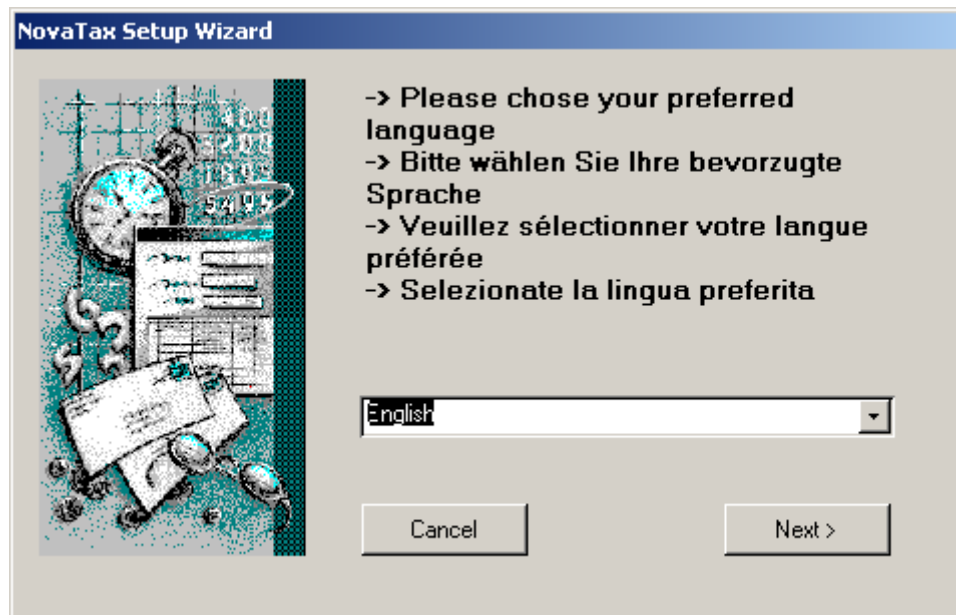 NovaTax Setup Wizard
-> Please chose your preferred
language
-> Bitte wählen Sie Ihre bevorzugte
Sprache
-> Veuillez sélectionner votre langue
préférée
-> Selezionate la lingua preferita
English
Cancel
Next >
5495